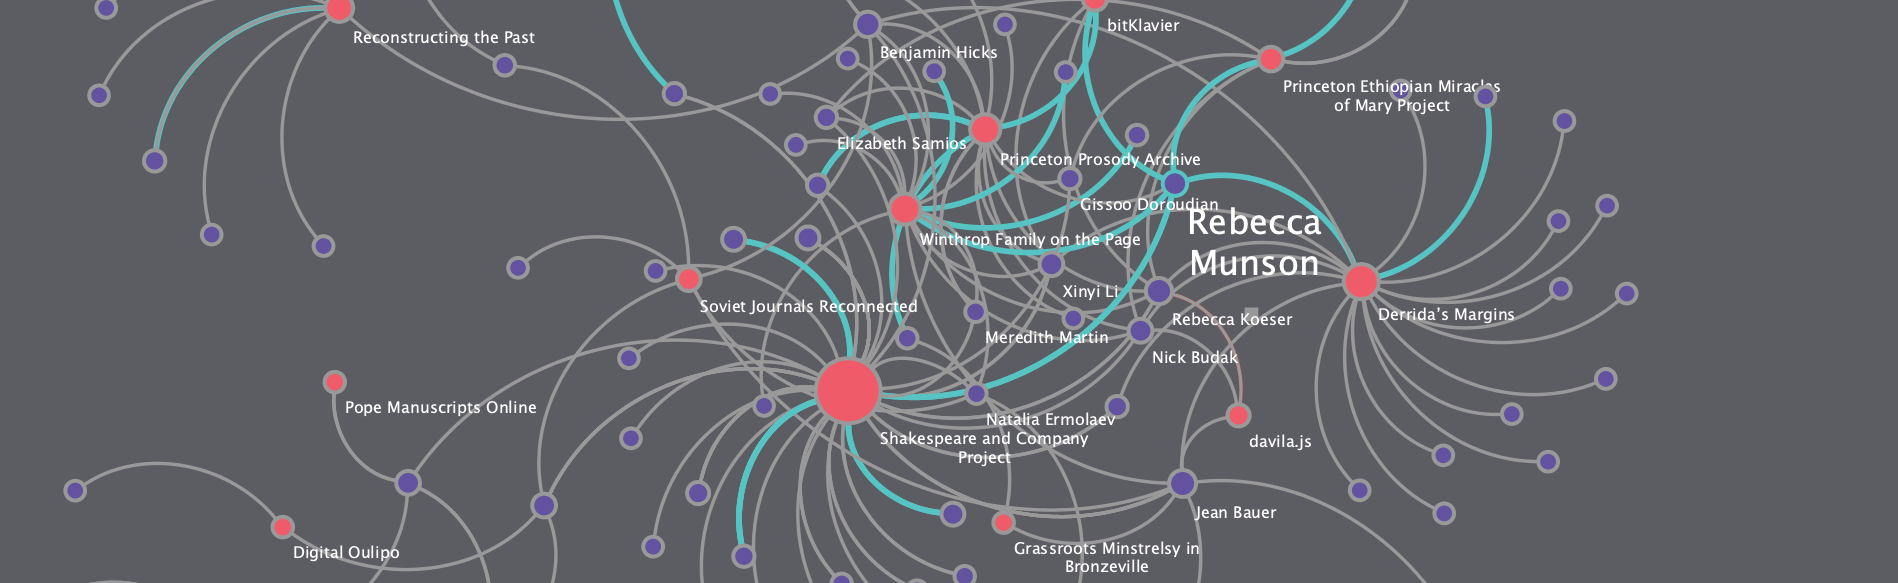 bitKlavier
Reconstructing the Past
Benjamin Hicks
Princeton Ethiopian Miracles
of Mary Project
Elizabeth Samios
Princeton Prosody Archive
Gissoo Doroudian
Rebecca
Munson
Winthrop Family on the Page
Xinyi Li
Soviet Journals Reconnected
Rebecca Koeser
Derrida's Margins
Meredith Martin
Nick Budak
Pope Manuscripts Online
Natalia Ermolaev
Shakespeare and Company
Project
davila.js
Jean Bauer
Digital Oulipo
Grassroots Minstrelsy in
Bronzeville